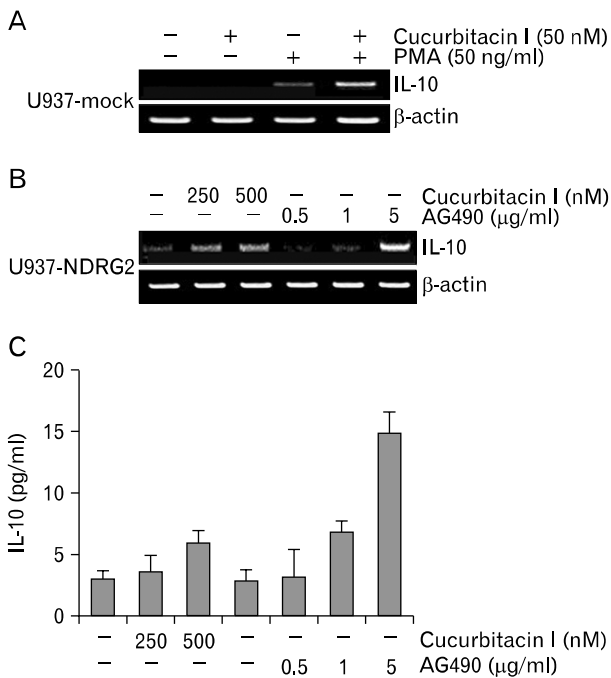 A
– + – + Cucurbitacin I (50 nM)
– – + + PMA (50 ng/ml)
U937-mock
IL-10
β-actin
B
– 250 500 – – – Cucurbitacin I (nM)
– – – 0.5 1 5 AG490 (μg/ml)
U937-NDRG2
IL-10
β-actin
C
20
15
10
5
0
IL-10 (pg/ml)
– 250 500 – – – – Cucurbitacin I (nM)
– – – – 0.5 1 5 AG490 (μg/ml)